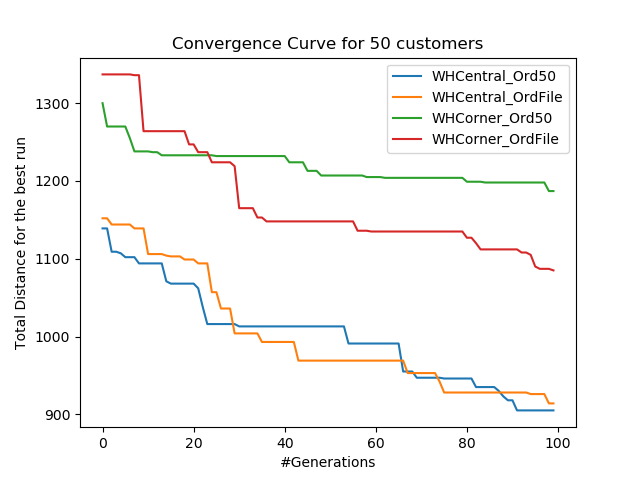 Convergence Curve for 50 customers
WHCentral_Ord50
WHCentral_OrdFile
WHCorner_Ord50
WHCorner_OrdFile
Total Distance for the best run
1300
1200
1100
1000
900
0 20 40 60 80 100
#Generations